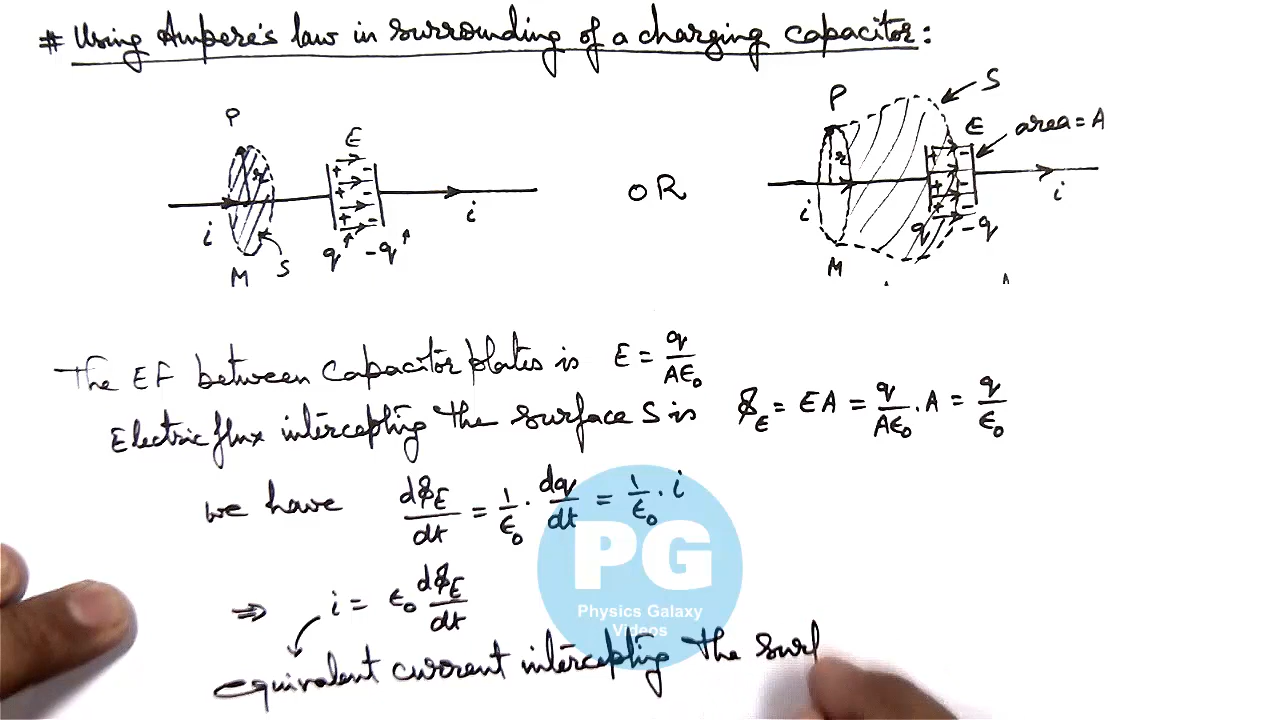 # Using Ampere's law in surrounding of a charging capacitor:
P
r
i
M
S
E
+ -
+ -
+ -
+ -
q↑ -q↑
i
OR
P
r
i
M
S
E
area = A
+ -
+ -
+ -
+ -
q -q
i
The EF between capacitor plates is E = q/Aϵ₀
Electric flux intercepting the surface S is ϕ_E = EA = q/Aϵ₀ · A = q/ϵ₀
we have dϕ_E/dt = 1/ϵ₀ · dq/dt = 1/ϵ₀ · i
⇒ i = ϵ₀ dϕ_E/dt
equivalent current intercepting the surf
PG
Physics Galaxy
Videos